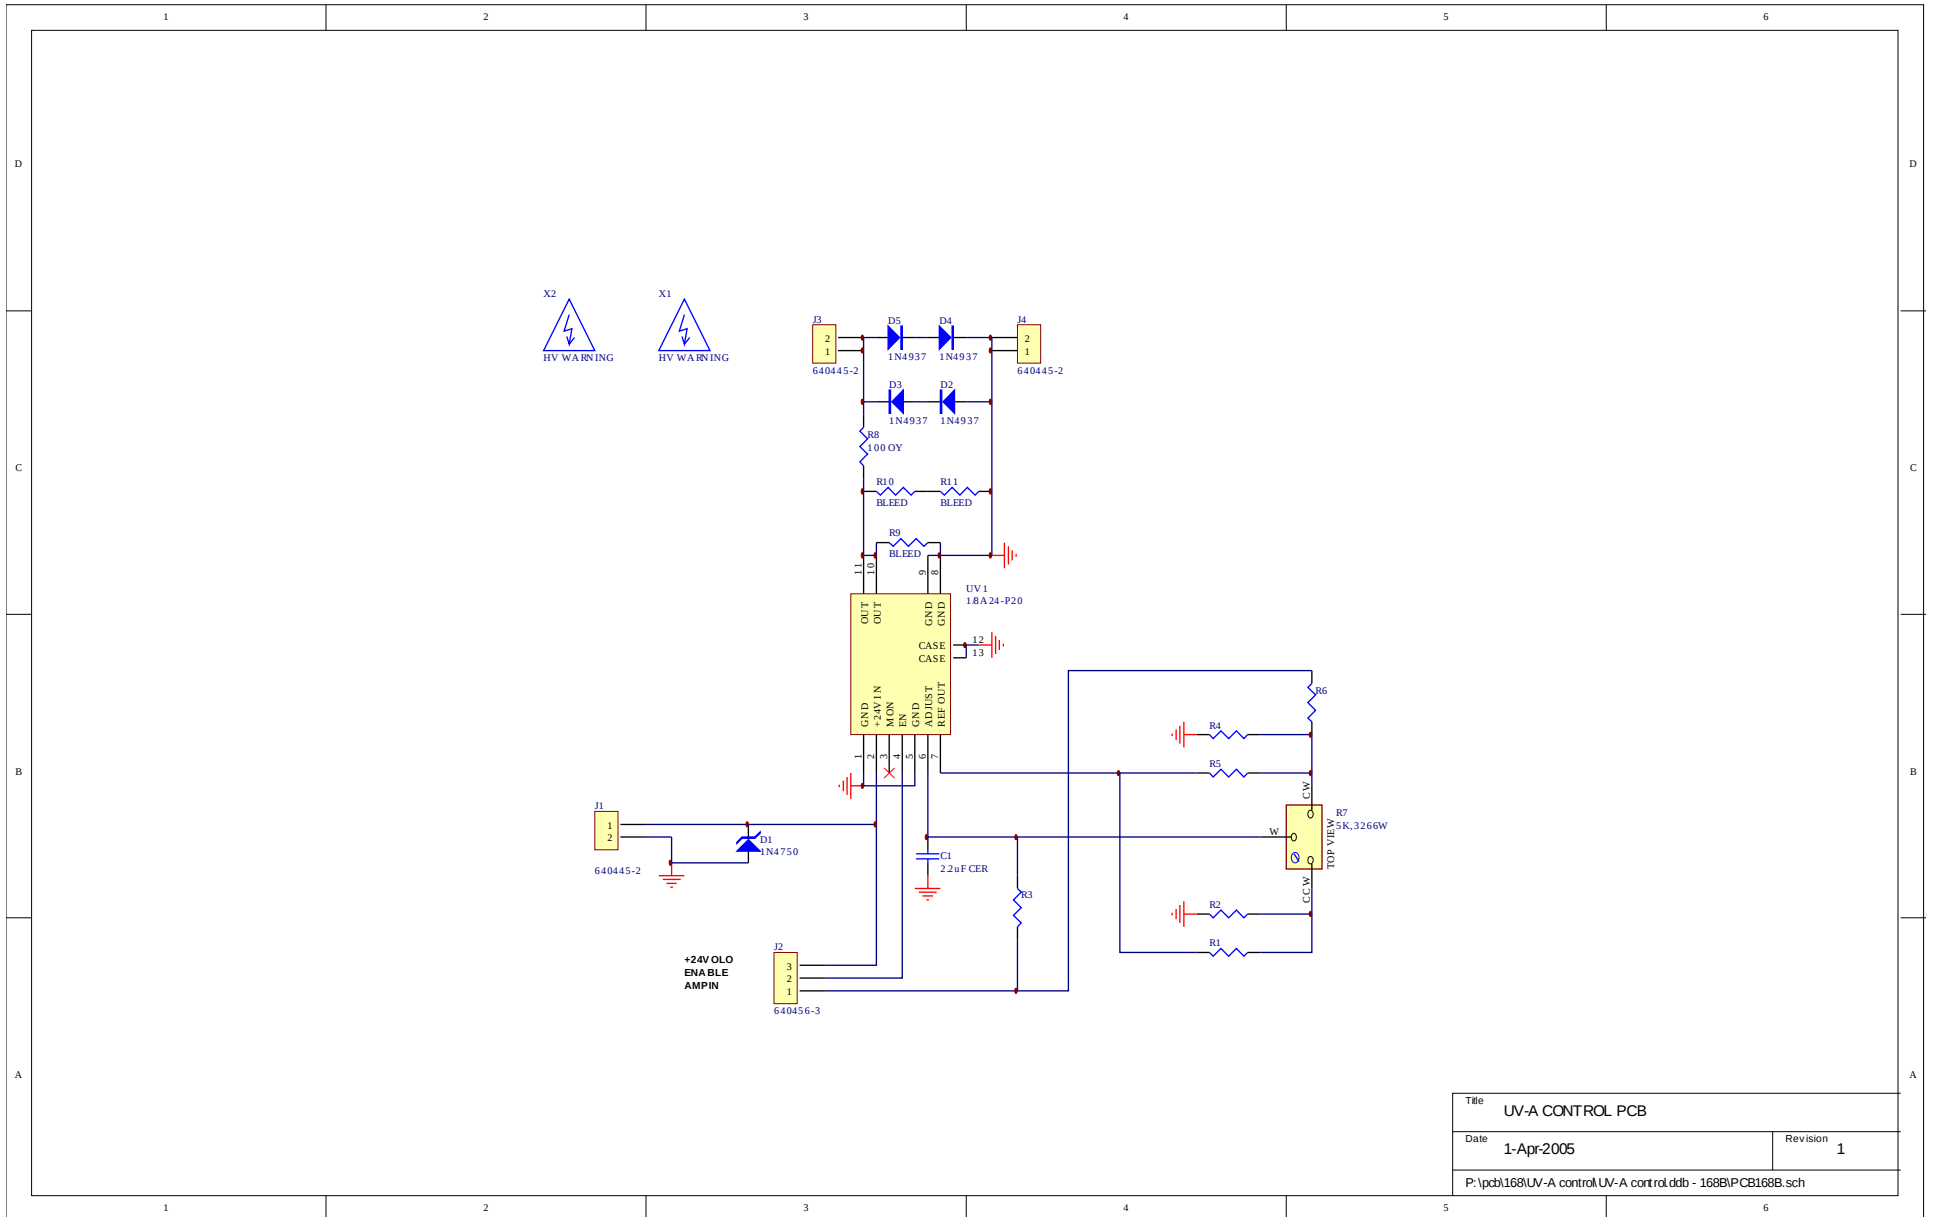 1 2 3 4 5 6
D D
X2 X1
HV WARNING HV WARNING
J3 D5 D4 J4
2 2
1 1
1N4937 1N4937
640445-2 640445-2
D3 D2
1N4937 1N4937
R8
100 OY
C C
R10 R11
BLEED BLEED
R9
BLEED
11 10 9 8
UV1
1/8A24-P20
OUT OUT GND GND
CASE 12
CASE 13
GND +24VIN MON EN GND ADJUST REF OUT
1 2 3 4 5 6 7
R6
R4
R5
B B
CW
J1
1
2
640445-2
D1
1N4750
R7
5K,3266W
W
TOP VIEW
CCW
C1
2.2uF CER
R3
R2
R1
J2
+24VOLO 3
ENABLE 2
AMPIN 1
640456-3
A A
Title UV-A CONTROL PCB
Date 1-Apr-2005 Revision 1
P:\pcb\168\UV-A control\UV-A control.ddb - 168B\PCB168B.sch
1 2 3 4 5 6